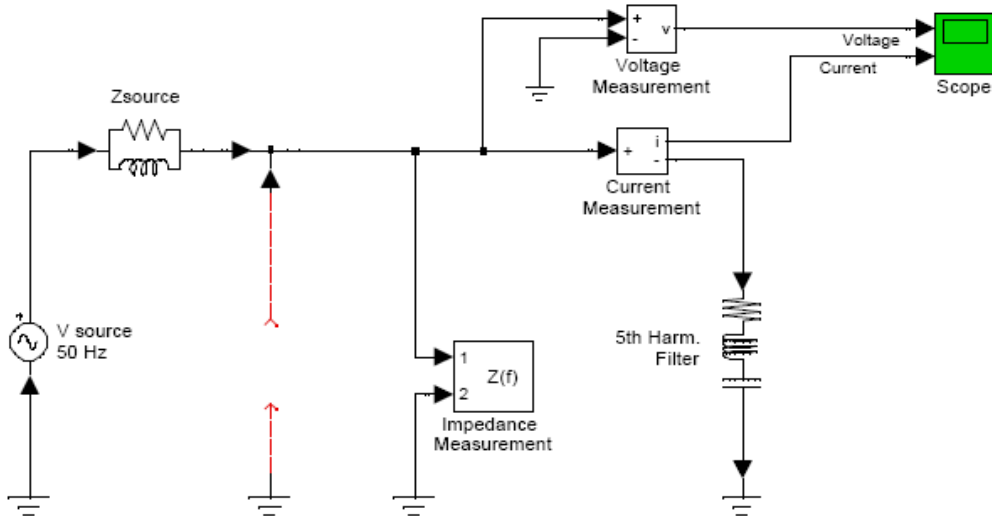 +
-
v
Voltage
Measurement
Voltage
Current
Scope
Zsource
+
i
-
Current
Measurement
V source
50 Hz
1
2
Z(f)
Impedance
Measurement
5th Harm.
Filter